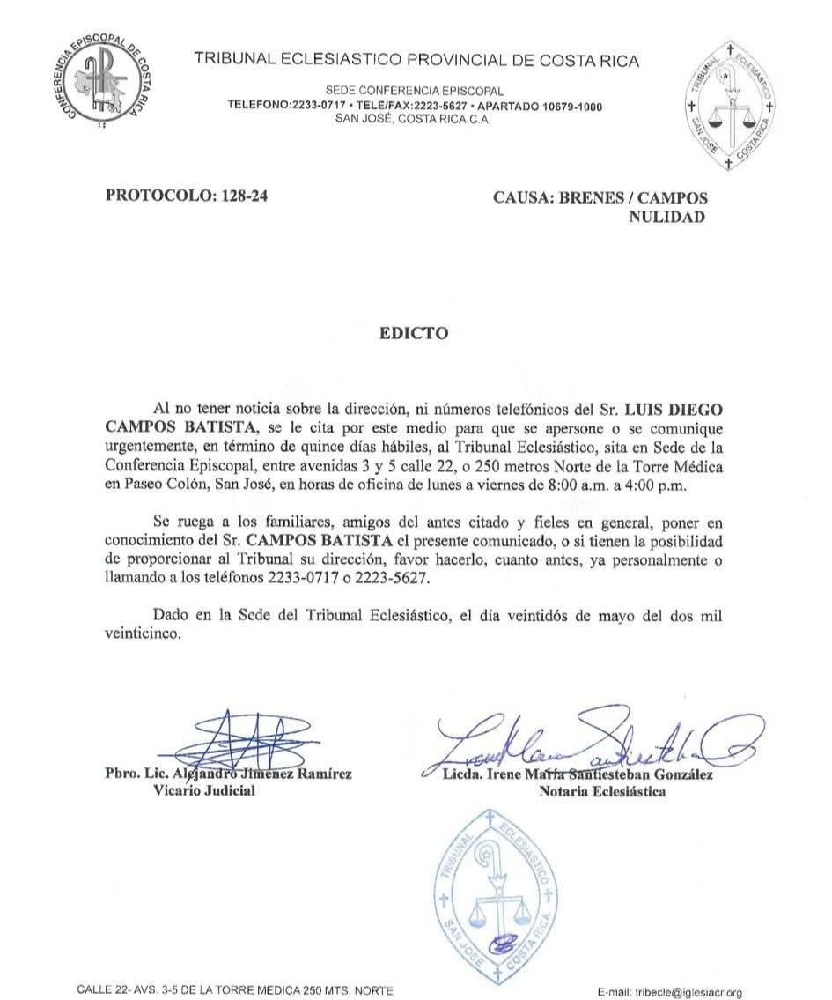 CONFERENCIA EPISCOPAL DE COSTA RICA
TRIBUNAL ECLESIASTICO PROVINCIAL DE COSTA RICA
SEDE CONFERENCIA EPISCOPAL
TELEFONO:2233-0717 • TELE/FAX:2223-5627 • APARTADO 10679-1000
SAN JOSÉ, COSTA RICA,C.A.
TRIBUNAL ECLESIASTICO
SAN JOSE COSTA RICA
PROTOCOLO: 128-24
CAUSA: BRENES / CAMPOS
NULIDAD
EDICTO
Al no tener noticia sobre la dirección, ni números telefónicos del Sr. LUIS DIEGO
CAMPOS BATISTA, se le cita por este medio para que se apersone o se comunique
urgentemente, en término de quince días hábiles, al Tribunal Eclesiástico, sita en Sede de la
Conferencia Episcopal, entre avenidas 3 y 5 calle 22, o 250 metros Norte de la Torre Médica
en Paseo Colón, San José, en horas de oficina de lunes a viernes de 8:00 a.m. a 4:00 p.m.
Se ruega a los familiares, amigos del antes citado y fieles en general, poner en
conocimiento del Sr. CAMPOS BATISTA el presente comunicado, o si tienen la posibilidad
de proporcionar al Tribunal su dirección, favor hacerlo, cuanto antes, ya personalmente o
llamando a los teléfonos 2233-0717 o 2223-5627.
Dado en la Sede del Tribunal Eclesiástico, el día veintidós de mayo del dos mil
veinticinco.
Pbro. Lic. Alejandro Jiménez Ramírez
Vicario Judicial
Licda. Irene María Santiesteban González
Notaria Eclesiástica
TRIBUNAL ECLESIASTICO
SAN JOSE COSTA RICA
CALLE 22- AVS. 3-5 DE LA TORRE MEDICA 250 MTS. NORTE
E-mail: tribecle@iglesiacr.org